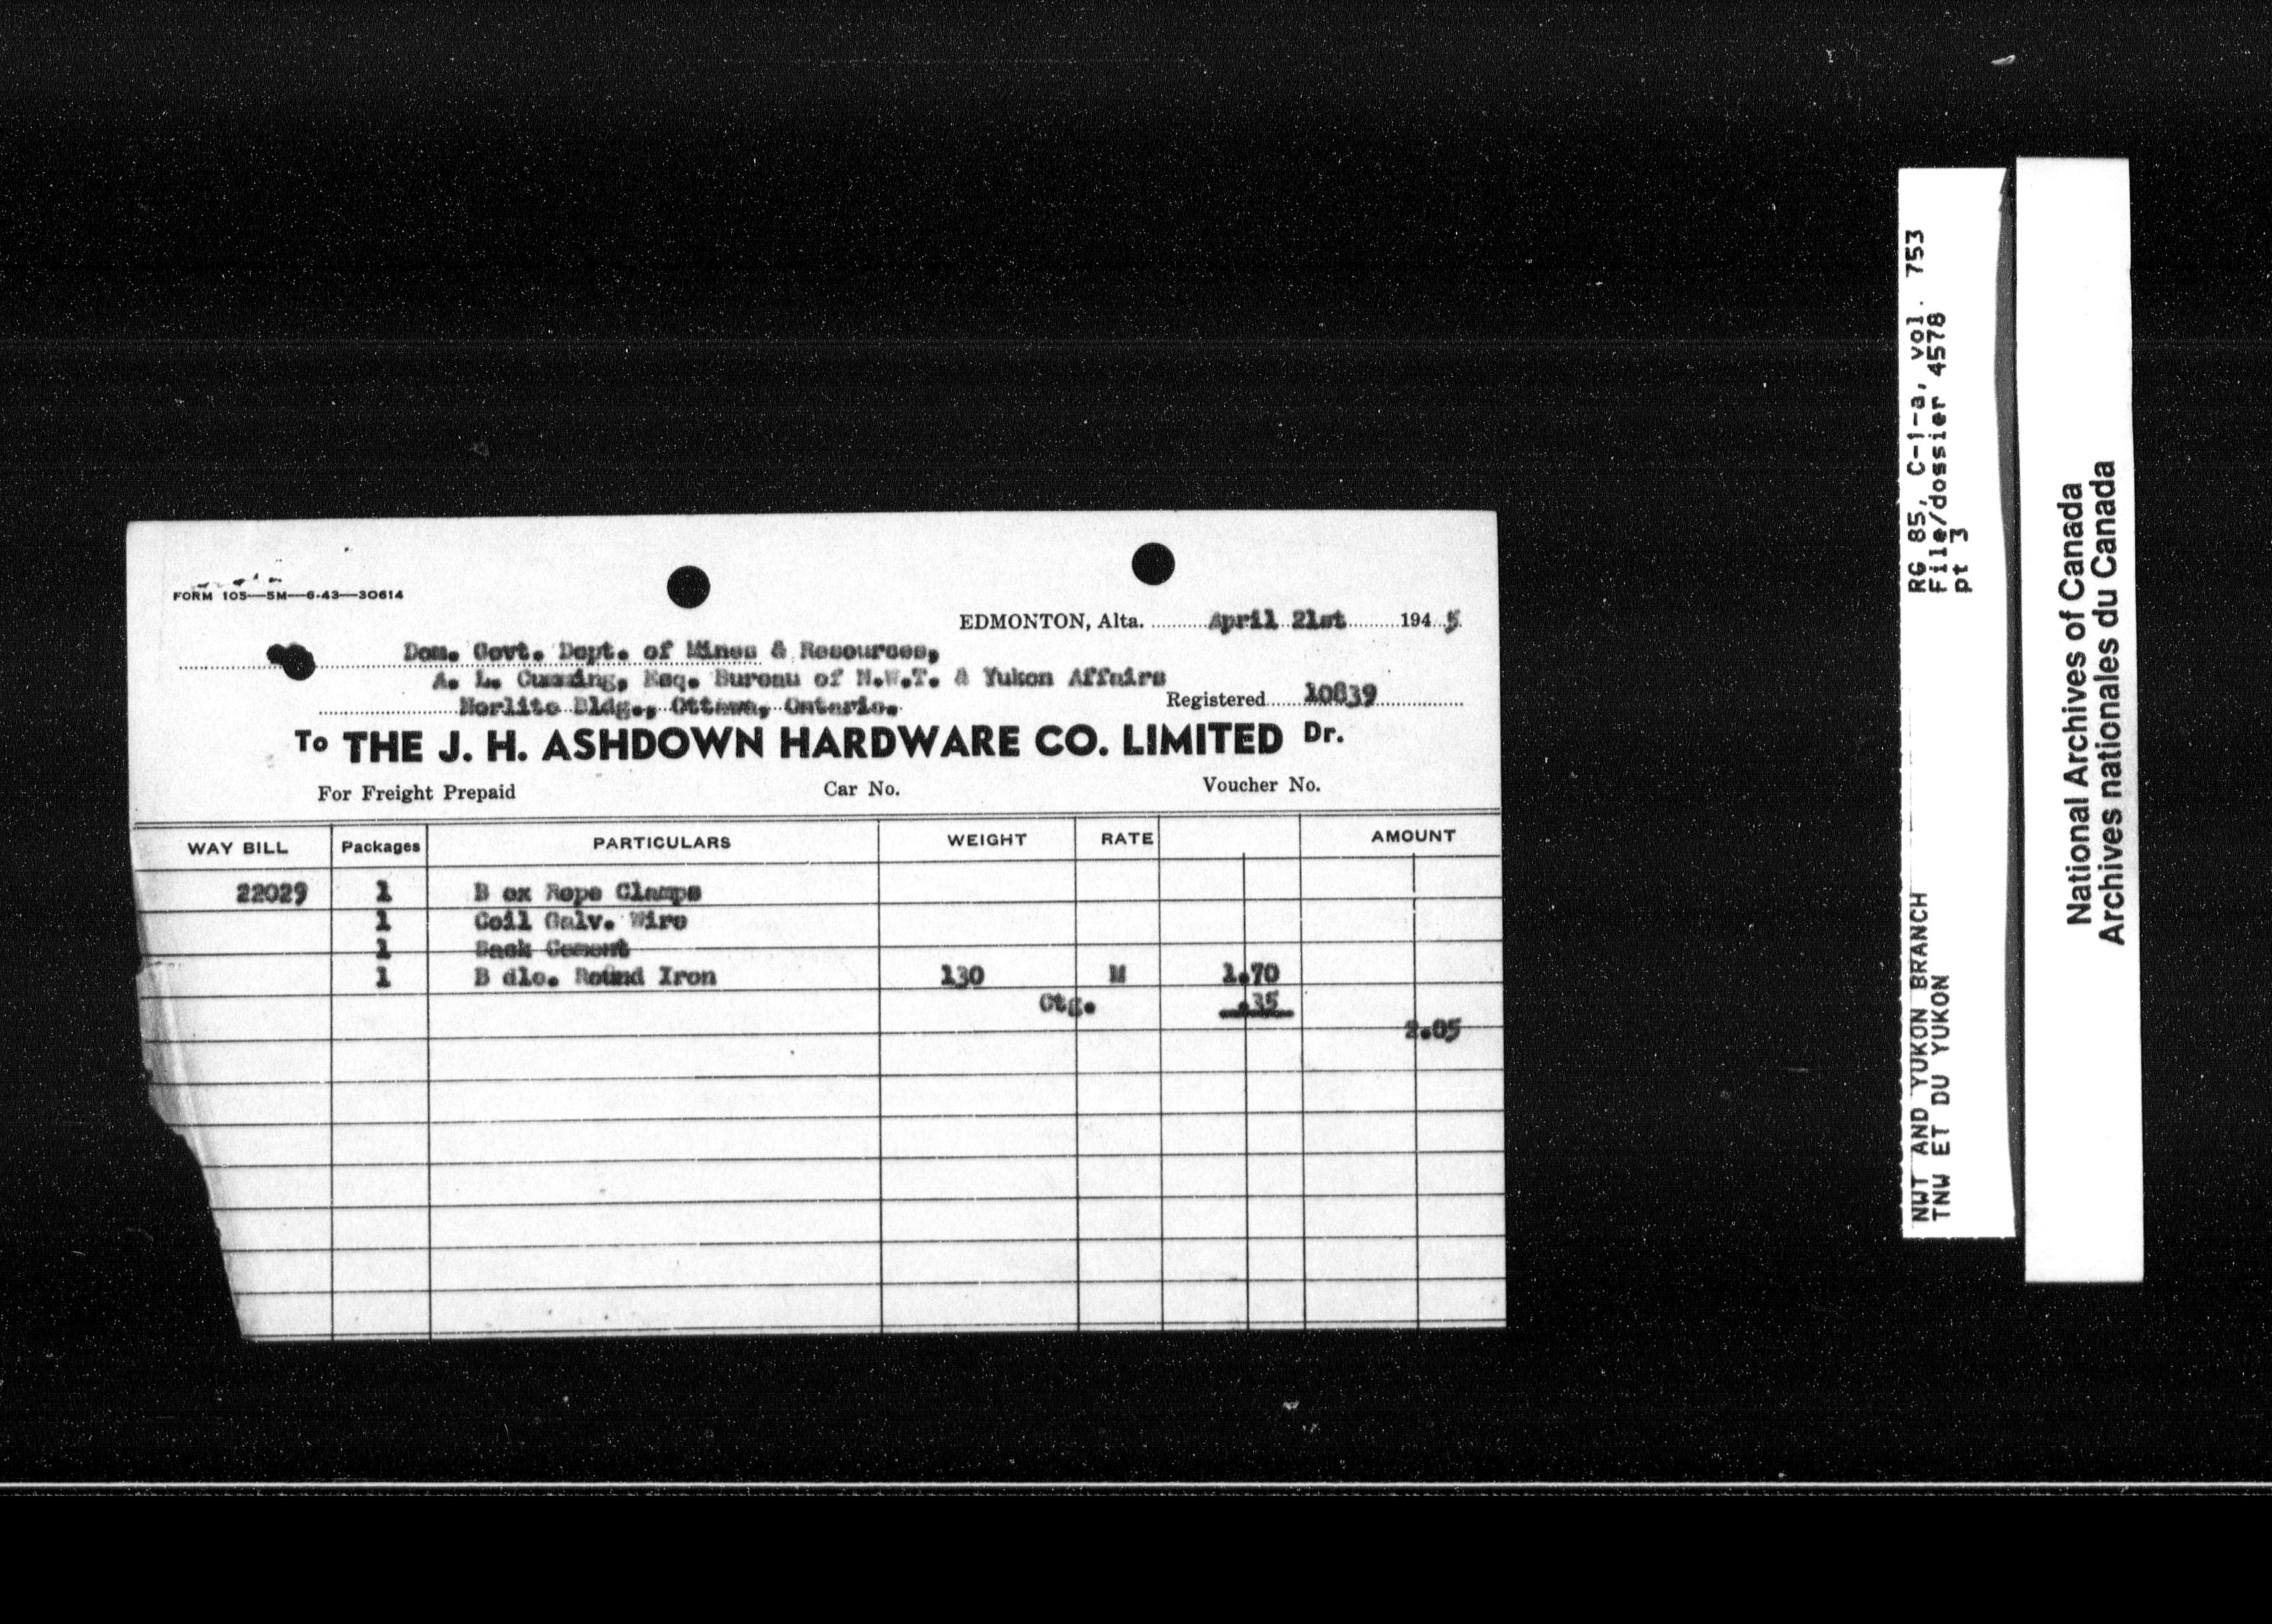 FORM 105—5M—6-43—30614
EDMONTON, Alta. April 21st 1945
Dom. Govt. Dept. of Mines & Resources,
A. L. Cumming, Esq. Bureau of N.W.T. & Yukon Affairs
Norlite Bldg., Ottawa, Ontario.
Registered 10839
To THE J. H. ASHDOWN HARDWARE CO. LIMITED Dr.
For Freight Prepaid Car No. Voucher No.
WAY BILL Packages PARTICULARS WEIGHT RATE AMOUNT
22029 1 B ox Rope Clamps
1 Coil Galv. Wire
1 Sack Cement
1 B dle. Round Iron 130 M 1.70
Ctg. .35
2.05
RG 85, C-1-a, vol. 753
File/dossier 4578
pt 3
NWT AND YUKON BRANCH
TNW ET DU YUKON
National Archives of Canada
Archives nationales du Canada